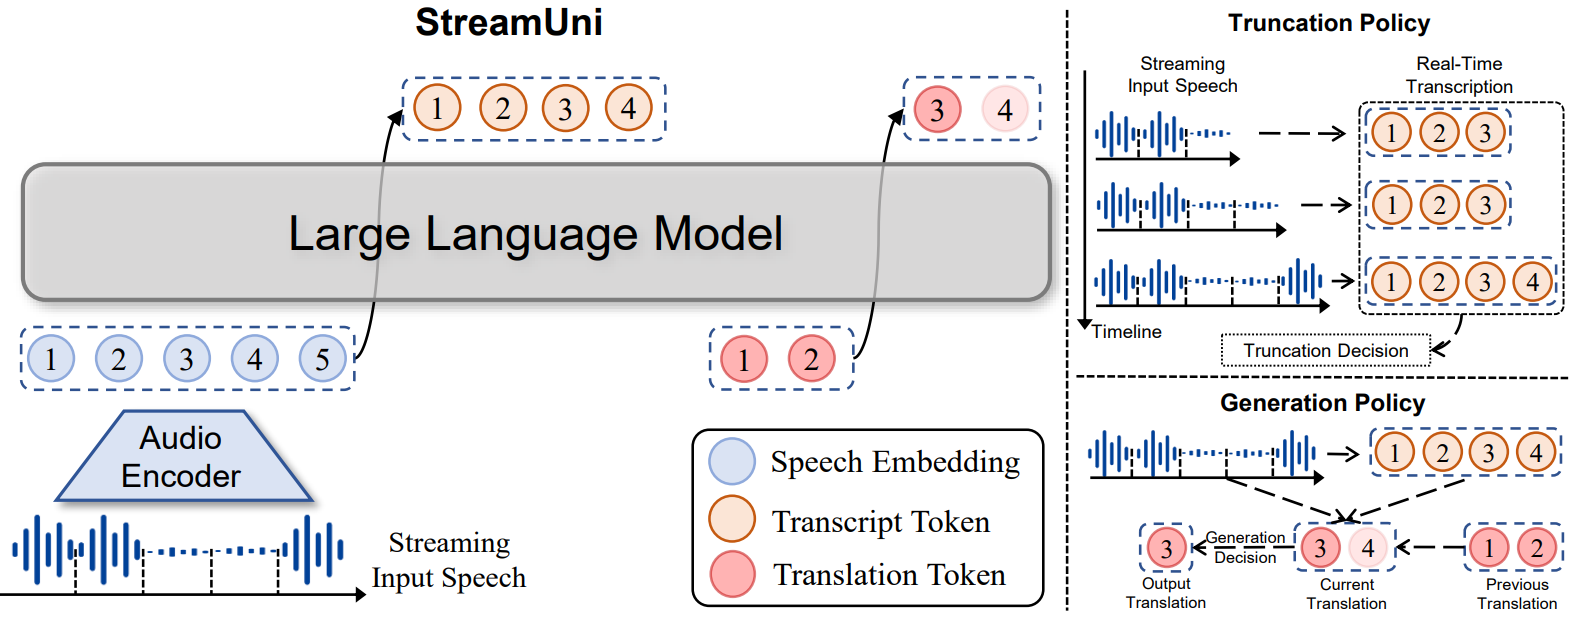 StreamUni
1 2 3 4
3 4
Large Language Model
1 2 3 4 5
1 2
Audio
Encoder
Streaming
Input Speech
Speech Embedding
Transcript Token
Translation Token
Truncation Policy
Streaming
Input Speech
Real-Time
Transcription
1 2 3
1 2 3
1 2 3 4
Timeline
Truncation Decision
Generation Policy
1 2 3 4
3
Generation
Decision
3 4
1 2
Output
Translation
Current
Translation
Previous
Translation